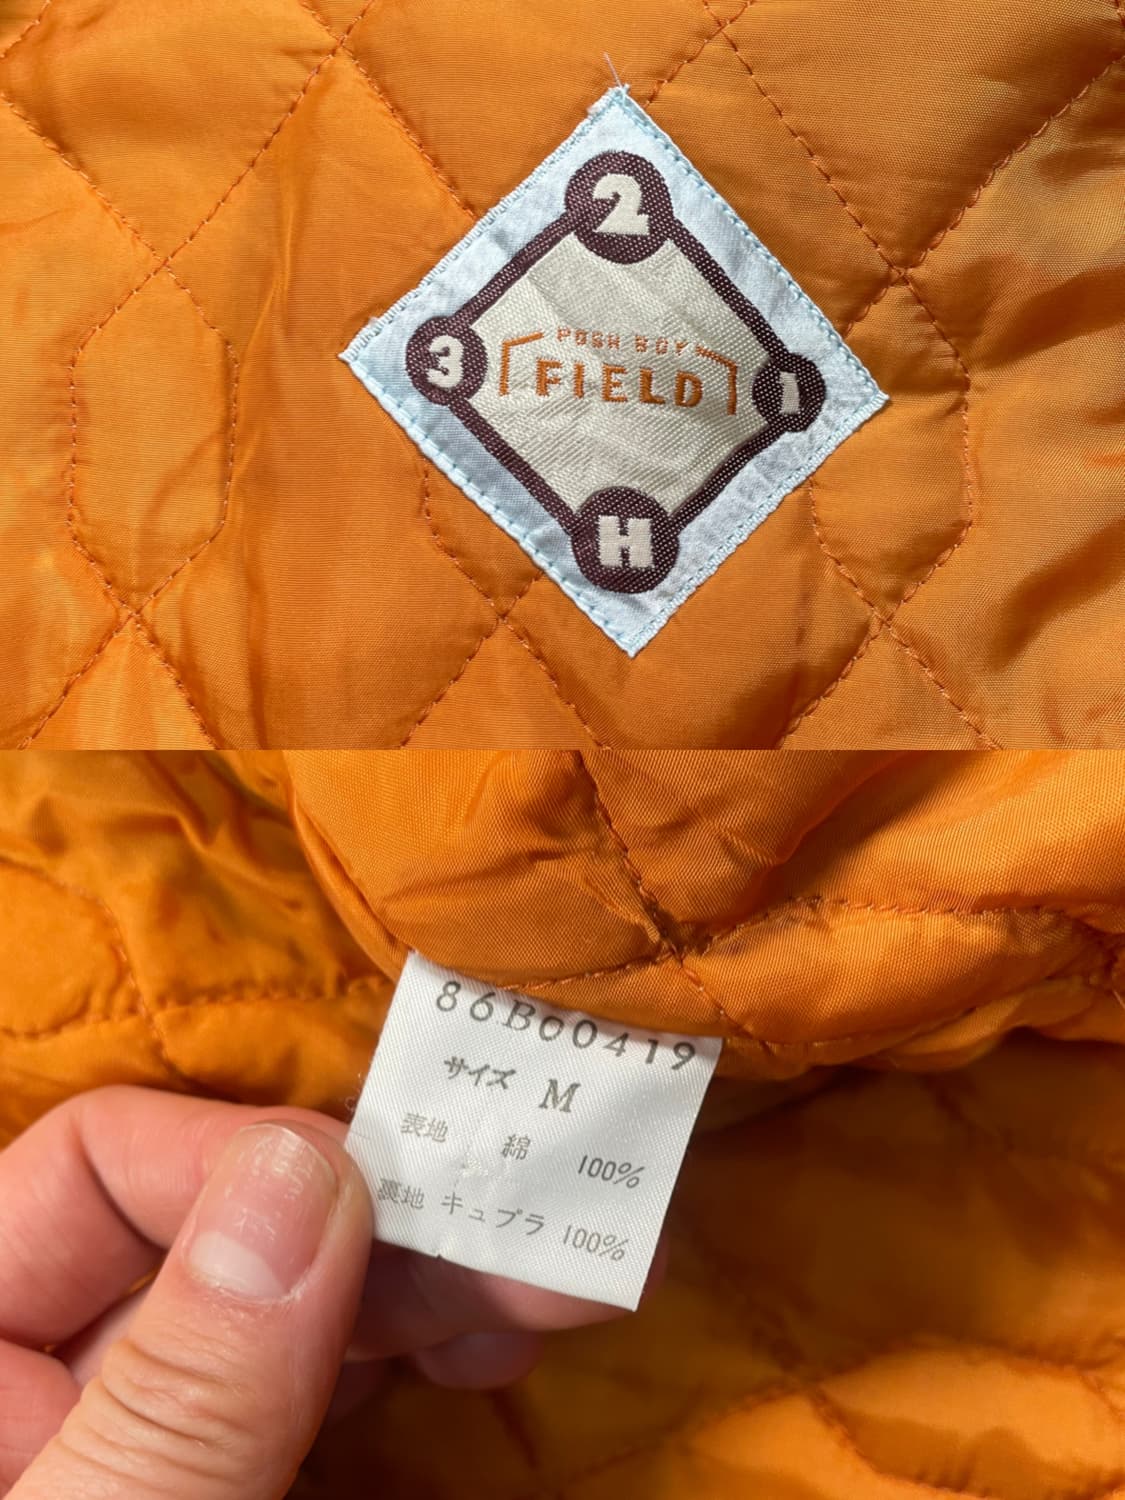 2
POSH BOY
3 FIELD 1
H
86B00419
サイズ M
表地 綿 100%
裏地 キュプラ 100%